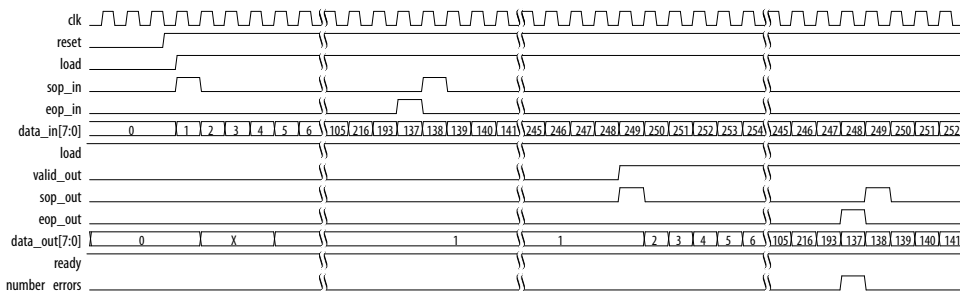 clk
reset
load
sop_in
eop_in
data_in[7:0] 0 1 2 3 4 5 6 105 216 193 137 138 139 140 141 245 246 247 248 249 250 251 252 253 254 245 246 247 248 249 250 251 252
load
valid_out
sop_out
eop_out
data_out[7:0] 0 X 1 1 2 3 4 5 6 105 216 193 137 138 139 140 141
ready
number_errors